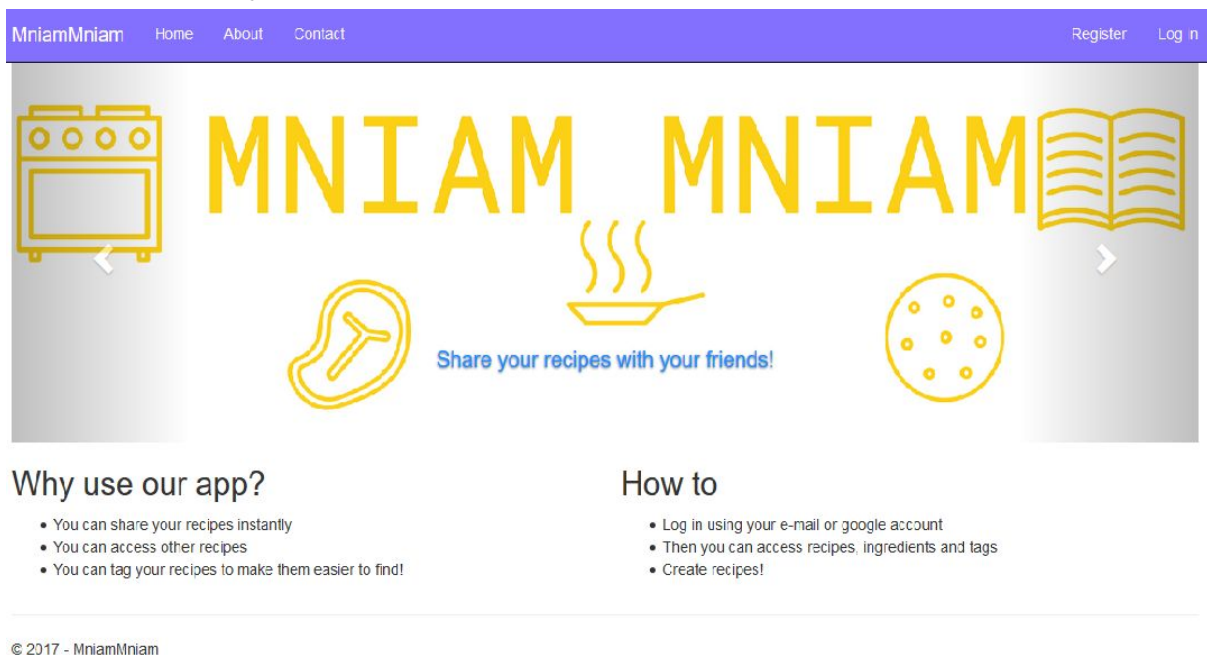 MniamMniam Home About Contact Register Log in
MNIAM MNIAM
Share your recipes with your friends!
Why use our app?
You can share your recipes instantly
You can access other recipes
You can tag your recipes to make them easier to find!
How to
Log in using your e-mail or google account
Then you can access recipes, ingredients and tags
Create recipes!
© 2017 - MniamMniam